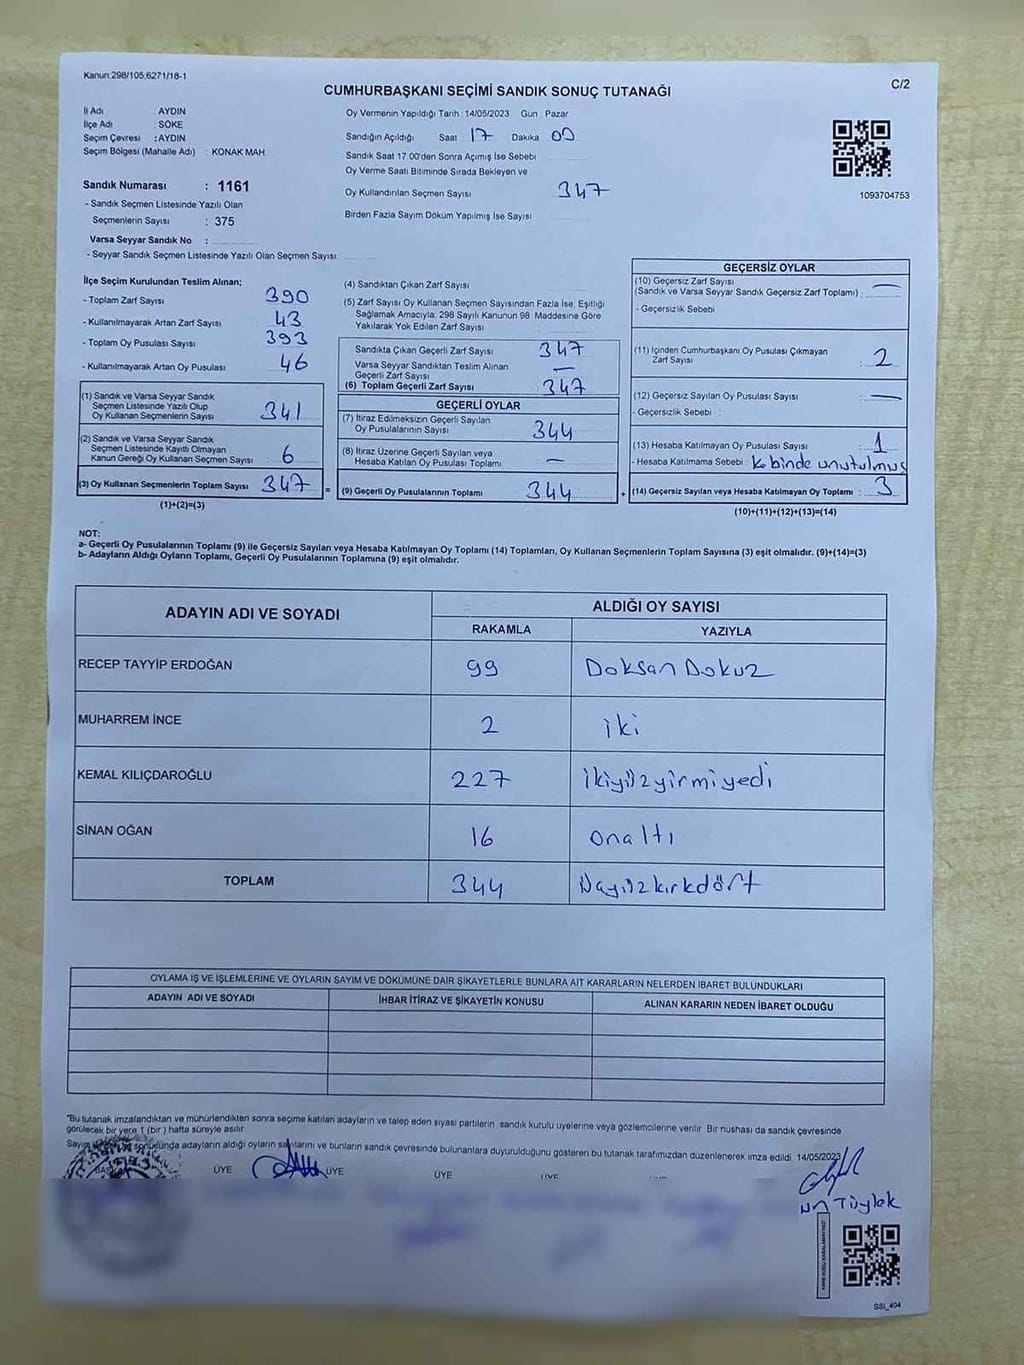 Kanun:298/105;6271/16-1
C/2
CUMHURBAŞKANI SEÇİMİ SANDIK SONUÇ TUTANAĞI
İl Adı : AYDIN
İlçe Adı : SÖKE
Seçim Çevresi : AYDIN
Seçim Bölgesi (Mahalle Adı) : KONAK MAH.
Sandık Numarası : 1161
- Sandık Seçmen Listesinde Yazılı Olan
Seçmenlerin Sayısı : 375
Varsa Seyyar Sandık No :
- Seyyar Sandık Seçmen Listesinde Yazılı Olan Seçmen Sayısı:
Oy Vermenin Yapıldığı Tarih : 14/05/2023 Gün : Pazar
Sandığın Açıldığı Saat 17 Dakika 00
Sandık Saat 17:00'den Sonra Açımış İse Sebebi
Oy Verme Saati Bitiminde Sırada Bekleyen ve
Oy Kullandırılan Seçmen Sayısı 347
Birden Fazla Sayım Döküm Yapılmış İse Sayısı
1093704753
İlçe Seçim Kurulundan Teslim Alınan;
- Toplam Zarf Sayısı 390
- Kullanılmayarak Artan Zarf Sayısı 43
- Toplam Oy Pusulası Sayısı 393
- Kullanılmayarak Artan Oy Pusulası 46
(1) Sandık ve Varsa Seyyar Sandık
Seçmen Listesinde Yazılı Olup
Oy Kullanan Seçmenlerin Sayısı 341
(2) Sandık ve Varsa Seyyar Sandık
Seçmen Listesinde Kayıtlı Olmayan
Kanun Gereği Oy Kullanan Seçmen Sayısı 6
(3) Oy Kullanan Seçmenlerin Toplam Sayısı 347 =
(1)+(2)=(3)
(4) Sandıktan Çıkan Zarf Sayısı
(5) Zarf Sayısı Oy Kullanan Seçmen Sayısından Fazla İse, Eşitliği
Sağlamak Amacıyla; 298 Sayılı Kanunun 98. Maddesine Göre
Yakılarak Yok Edilen Zarf Sayısı
Sandıkta Çıkan Geçerli Zarf Sayısı 347
Varsa Seyyar Sandıktan Teslim Alınan
Geçerli Zarf Sayısı —
(6) Toplam Geçerli Zarf Sayısı 347
GEÇERLİ OYLAR
(7) İtiraz Edilmeksizin Geçerli Sayılan
Oy Pusulalarının Sayısı 344
(8) İtiraz Üzerine Geçerli Sayılan veya
Hesaba Katılan Oy Pusulası Toplamı —
(9) Geçerli Oy Pusulalarının Toplamı 344 +
GEÇERSİZ OYLAR
(10) Geçersiz Zarf Sayısı
(Sandık ve Varsa Seyyar Sandık Geçersiz Zarf Toplamı) : —
- Geçersizlik Sebebi
(11) İçinden Cumhurbaşkanı Oy Pusulası Çıkmayan
Zarf Sayısı 2
(12) Geçersiz Sayılan Oy Pusulası Sayısı : —
- Geçersizlik Sebebi :
(13) Hesaba Katılmayan Oy Pusulası Sayısı : 1
- Hesaba Katılmama Sebebi : Kabinde unutulmuş
(14) Geçersiz Sayılan veya Hesaba Katılmayan Oy Toplamı : 3
(10)+(11)+(12)+(13)=(14)
NOT:
a- Geçerli Oy Pusulalarının Toplamı (9) ile Geçersiz Sayılan veya Hesaba Katılmayan Oy Toplamı (14) Toplamları, Oy Kullanan Seçmenlerin Toplam Sayısına (3) eşit olmalıdır. (9)+(14)=(3)
b- Adayların Aldığı Oyların Toplamı, Geçerli Oy Pusulalarının Toplamına (9) eşit olmalıdır.
ADAYIN ADI VE SOYADI
ALDIĞI OY SAYISI
RAKAMLA YAZIYLA
RECEP TAYYİP ERDOĞAN 99 Doksan Dokuz
MUHARREM İNCE 2 iki
KEMAL KILIÇDAROĞLU 227 ikiyüzyirmiyedi
SİNAN OĞAN 16 onaltı
TOPLAM 344 üçyüzkırkdört
OYLAMA İŞ VE İŞLEMLERİNE VE OYLARIN SAYIM VE DÖKÜMÜNE DAİR ŞİKAYETLERLE BUNLARA AİT KARARLARIN NELERDEN İBARET BULUNDUKLARI
ADAYIN ADI VE SOYADI İHBAR İTİRAZ VE ŞİKAYETİN KONUSU ALINAN KARARIN NEDEN İBARET OLDUĞU
*Bu tutanak imzalandıktan ve mühürlendikten sonra seçime katılan adayların ve talep eden siyasi partilerin sandık kurulu üyelerine veya gözlemcilerine verilir. Bir nüshası da sandık çevresinde
görülecek bir yere 1 (bir ) hafta süreyle asılır.
Sayım sonunda adayların aldığı oyların sayılarını ve bunların sandık çevresinde bulunanlara duyurulduğunu gösteren bu tutanak tarafımızdan düzenlenerek imza edildi. 14/05/2023
ÜYE ÜYE ÜYE ÜYE
Tüylek
SSI_404